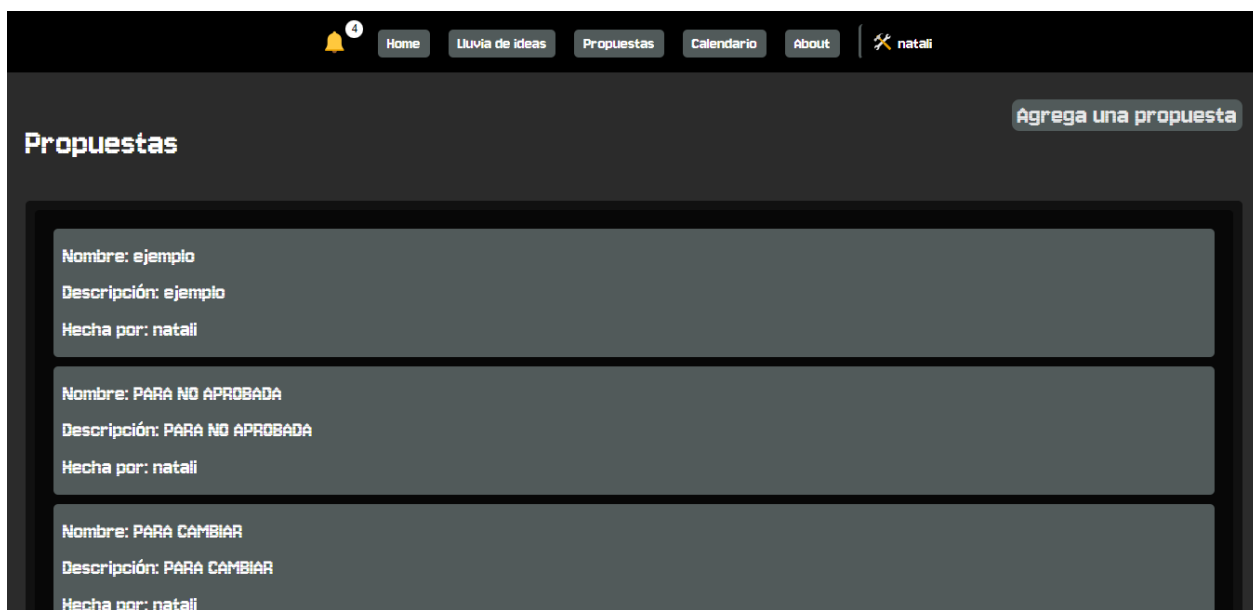 4
Home
Lluvia de ideas
Propuestas
Calendario
About
natali
Agrega una propuesta
Propuestas
Nombre: ejemplo
Descripción: ejemplo
Hecha por: natali
Nombre: PARA NO APROBADA
Descripción: PARA NO APROBADA
Hecha por: natali
Nombre: PARA CAMBIAR
Descripción: PARA CAMBIAR
Hecha por: natali